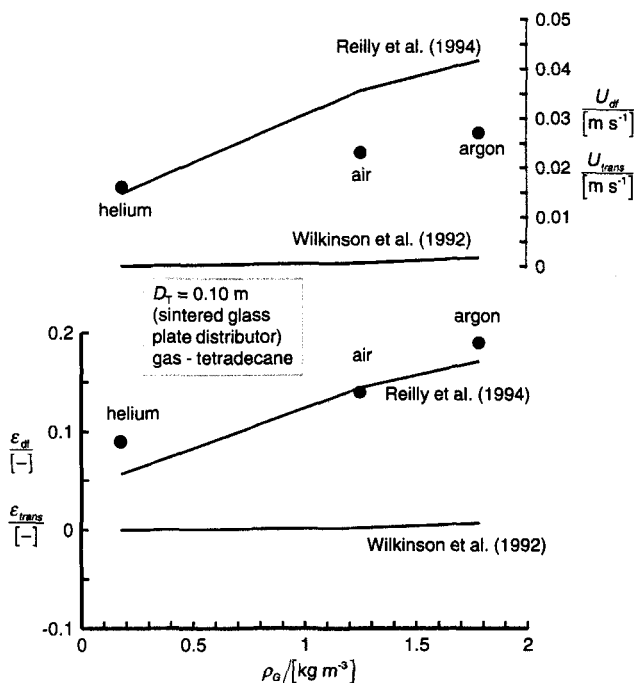 Reilly et al. (1994)
0.05
0.04
0.03
0.02
0.01
0
U_df
[m s⁻¹]
U_trans
[m s⁻¹]
helium
air
argon
Wilkinson et al. (1992)
D_T = 0.10 m
(sintered glass
plate distributor)
gas - tetradecane
0.2
0.1
0
-0.1
ε_df
[−]
ε_trans
[−]
helium
air
argon
Reilly et al. (1994)
Wilkinson et al. (1992)
0
0.5
1
1.5
2
ρ_G/[kg m⁻³]